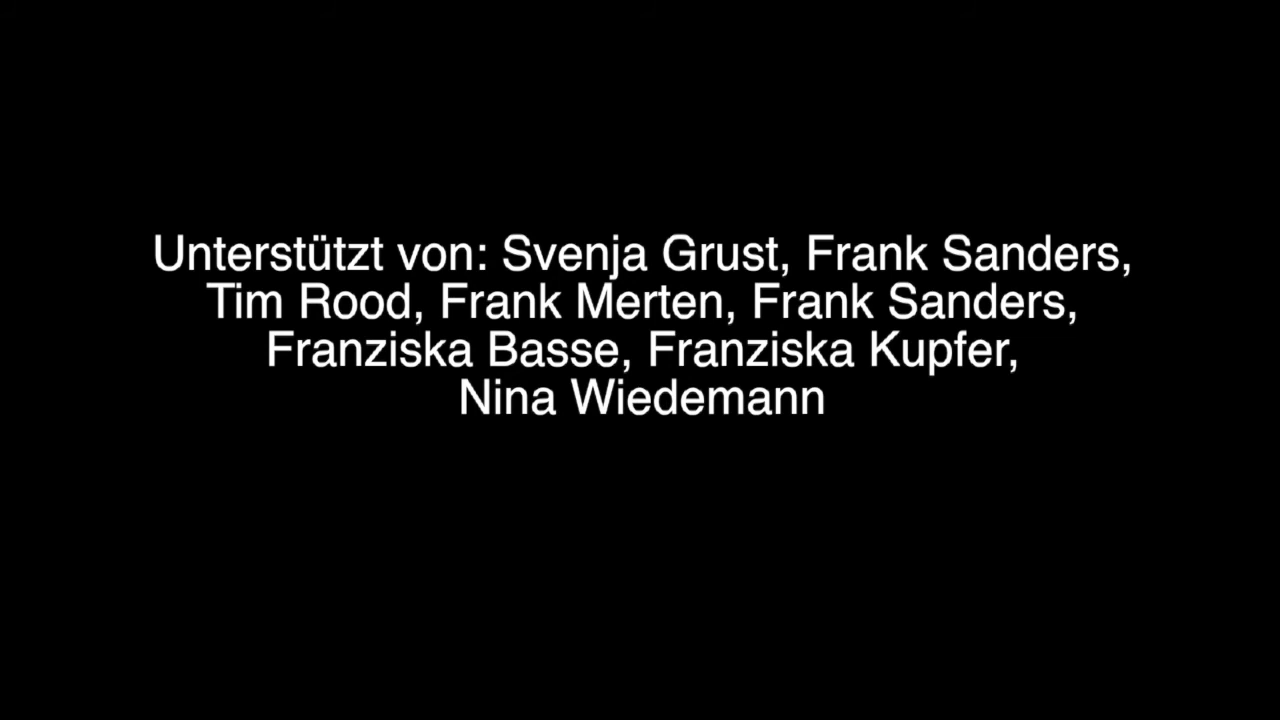 Unterstützt von: Svenja Grust, Frank Sanders,
Tim Rood, Frank Merten, Frank Sanders,
Franziska Basse, Franziska Kupfer,
Nina Wiedemann